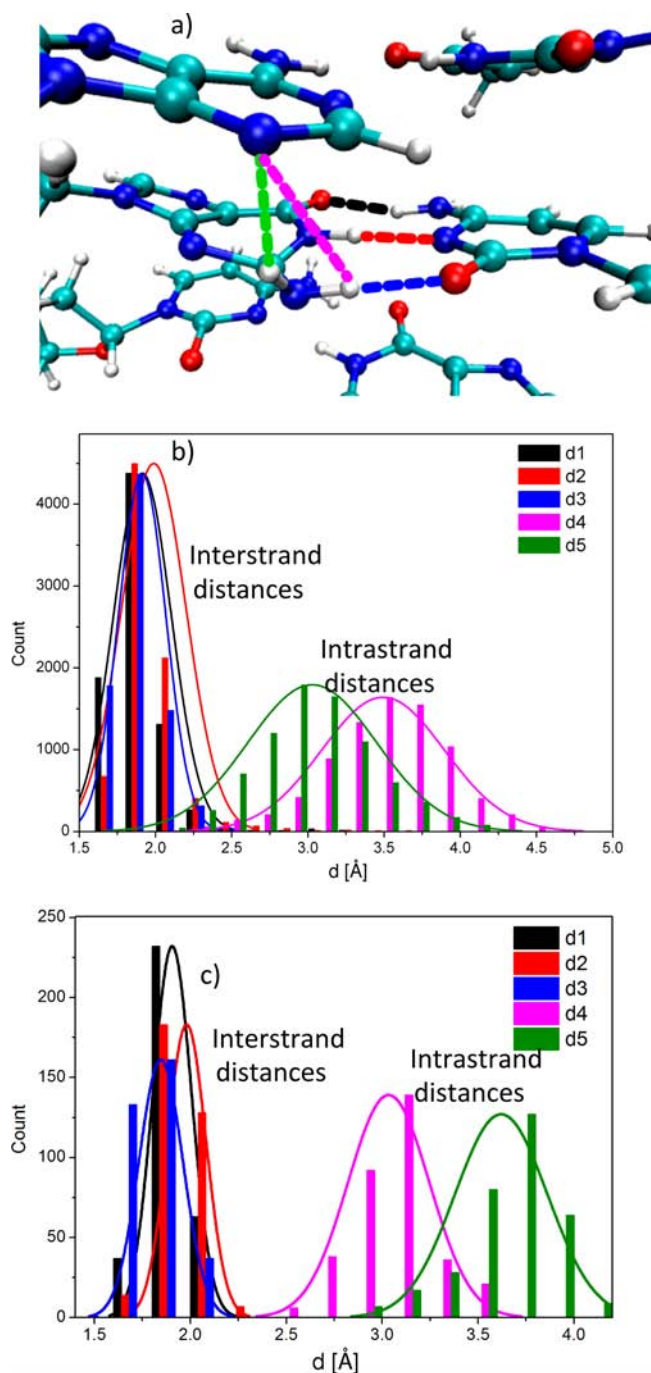 a)
b)
d1
d2
d3
d4
d5
Interstrand
distances
Intrastrand
distances
Count
4000
3000
2000
1000
0
1.5 2.0 2.5 3.0 3.5 4.0 4.5 5.0
d [Å]
c)
d1
d2
d3
d4
d5
Interstrand
distances
Intrastrand
distances
Count
250
200
150
100
50
0
1.5 2.0 2.5 3.0 3.5 4.0
d [Å]